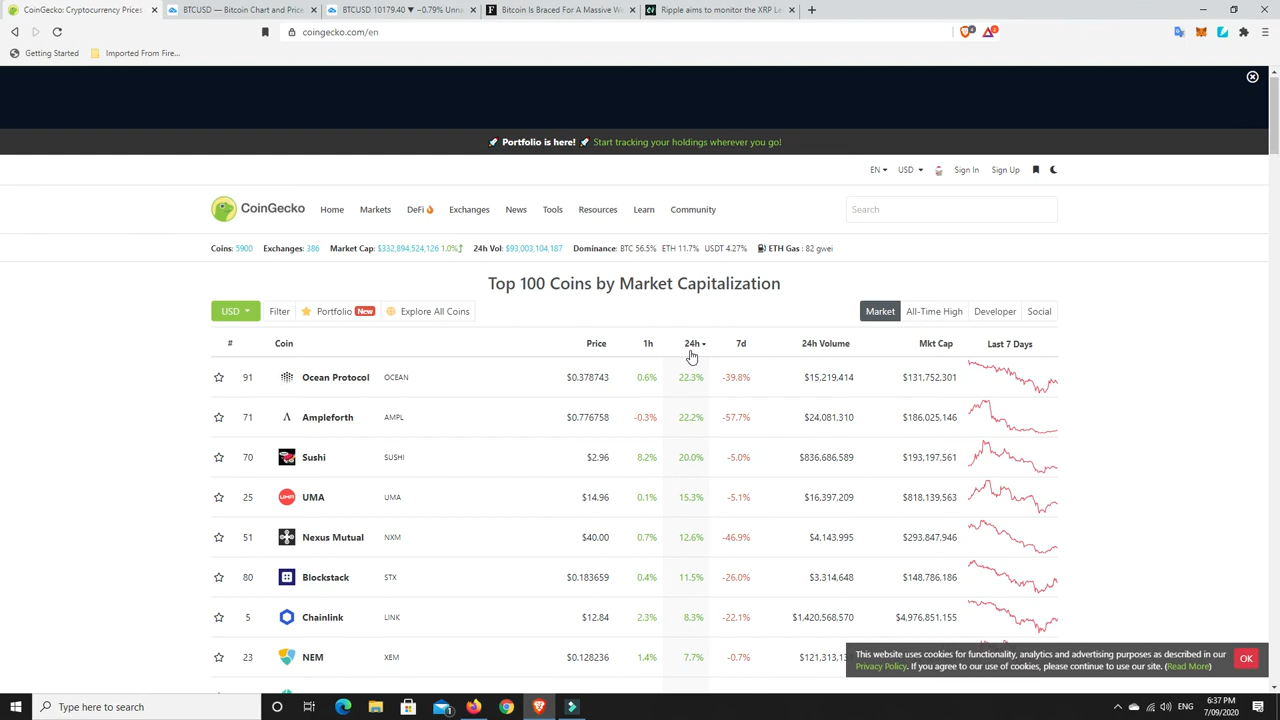 CoinGecko: Cryptocurrency Prices
BTCUSD — Bitcoin Chart and Price
BTCUSD 10179.40 ▼ −0.79% Unna
Bitcoin Is Braced For A Massive W
Ripple aims to monitor the XRP Le
coingecko.com/en
Getting Started
Imported From Fire...
🚀 Portfolio is here! 🚀 Start tracking your holdings wherever you go!
EN USD Sign In Sign Up
CoinGecko Home Markets DeFi Exchanges News Tools Resources Learn Community Search
Coins: 5900 Exchanges: 386 Market Cap: $332,894,524,126 1.0% 24h Vol: $93,003,104,187 Dominance: BTC 56.5% ETH 11.7% USDT 4.27% ETH Gas : 82 gwei
Top 100 Coins by Market Capitalization
USD Filter Portfolio New Explore All Coins Market All-Time High Developer Social
# Coin Price 1h 24h 7d 24h Volume Mkt Cap Last 7 Days
91 Ocean Protocol OCEAN $0.378743 0.6% 22.3% -39.8% $15,219,414 $131,752,301
71 Ampleforth AMPL $0.776758 -0.3% 22.2% -57.7% $24,081,310 $186,025,146
70 Sushi SUSHI $2.96 8.2% 20.0% -5.0% $836,686,589 $193,197,561
25 UMA UMA $14.96 0.1% 15.3% -5.1% $16,397,209 $818,139,563
51 Nexus Mutual NXM $40.00 0.7% 12.6% -46.9% $4,143,995 $293,847,946
80 Blockstack STX $0.183659 0.4% 11.5% -26.0% $3,314,648 $148,786,186
5 Chainlink LINK $12.84 2.3% 8.3% -22.1% $1,420,568,570 $4,976,851,155
23 NEM XEM $0.128236 1.4% 7.7% -0.7%
This website uses cookies for functionality, analytics and advertising purposes as described in our
Privacy Policy. If you agree to our use of cookies, please continue to use our site. (Read More)
OK
Type here to search
ENG
6:37 PM
7/09/2020